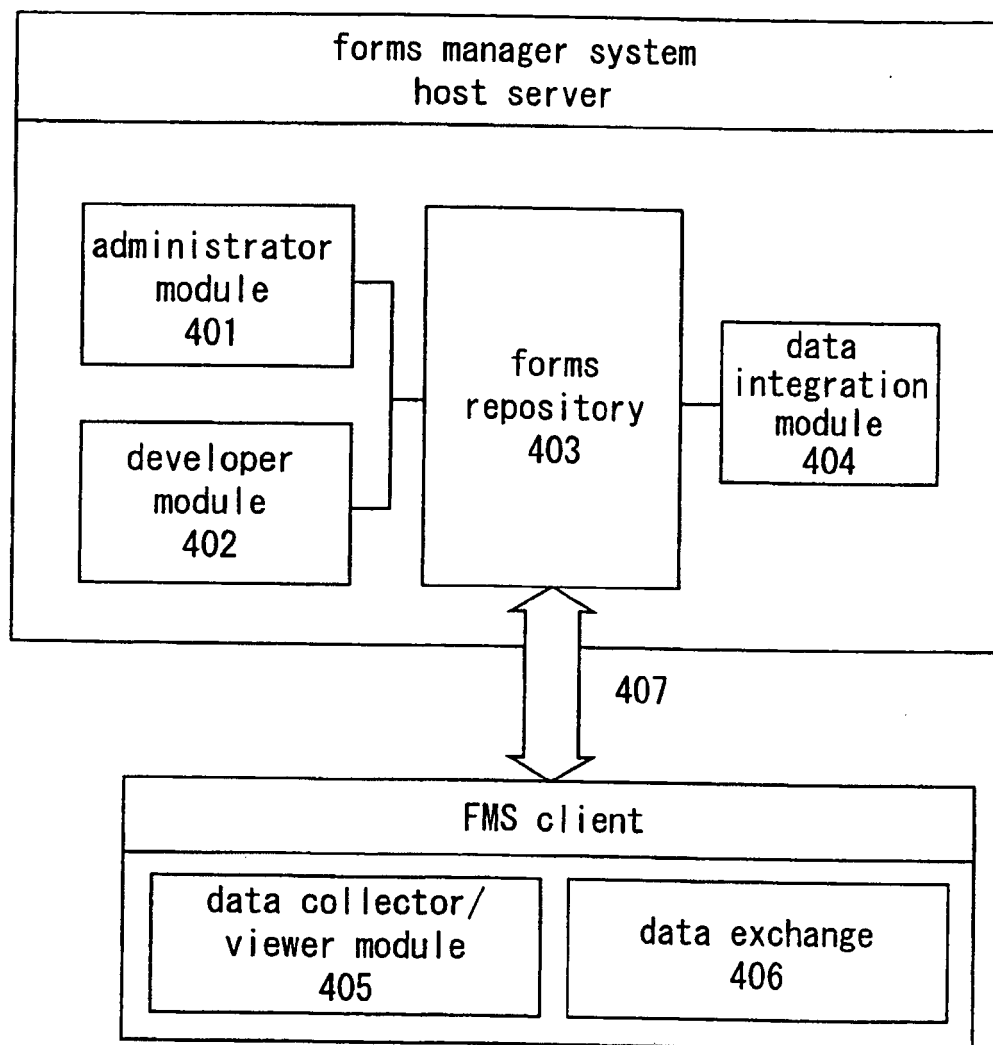 forms manager system
host server
administrator
module
401
developer
module
402
forms
repository
403
data
integration
module
404
407
FMS client
data collector/
viewer module
405
data exchange
406